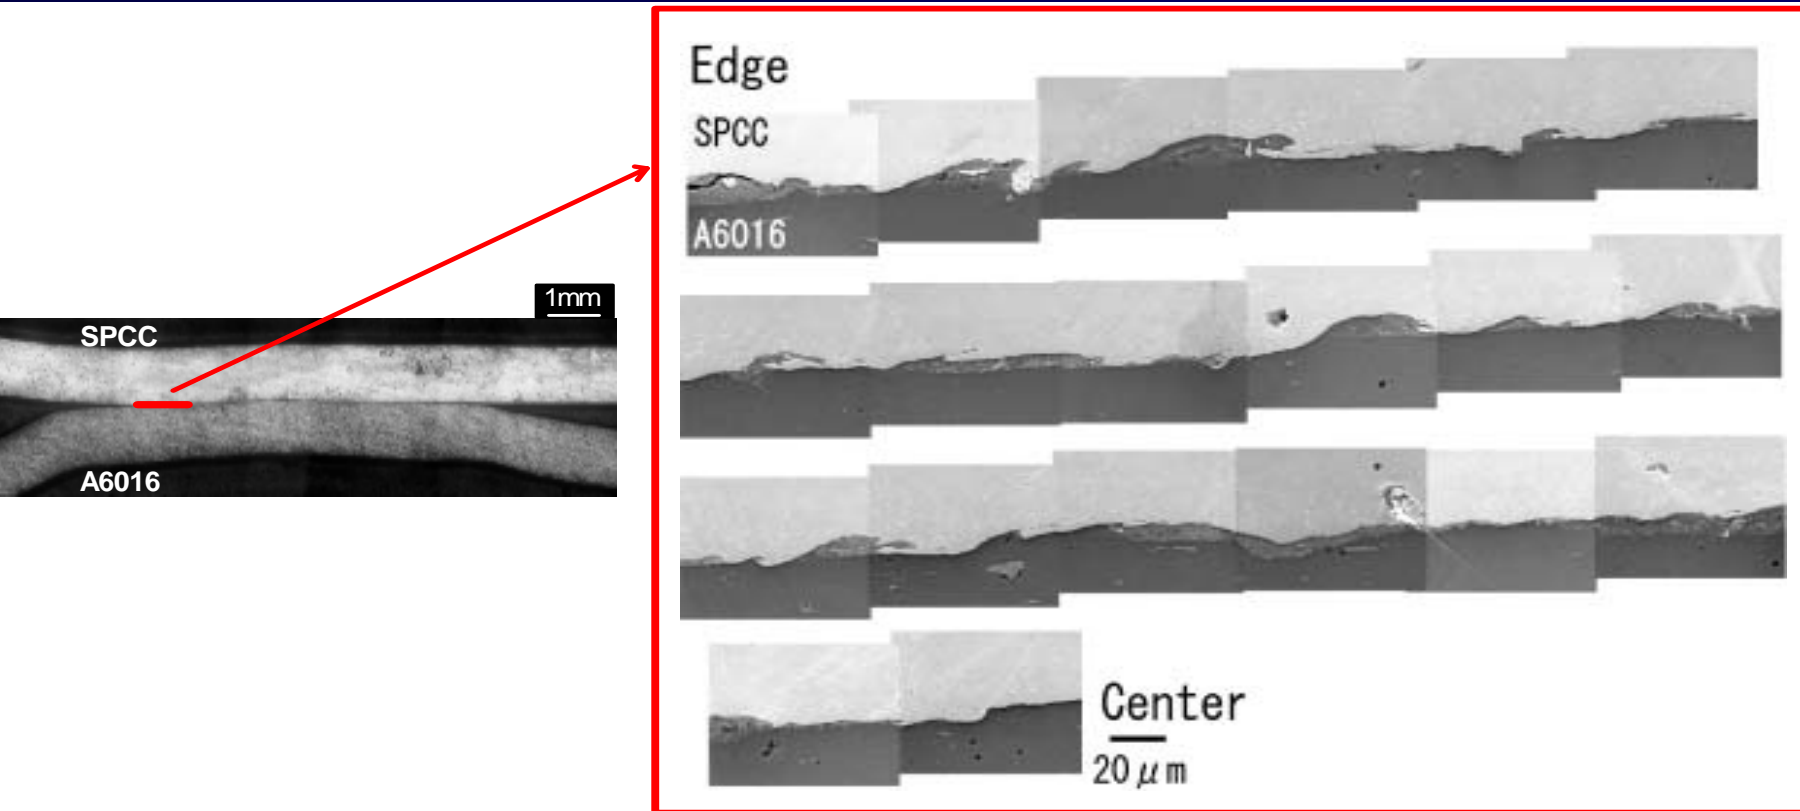 1mm
SPCC
A6016
Edge
SPCC
A6016
Center
20μm